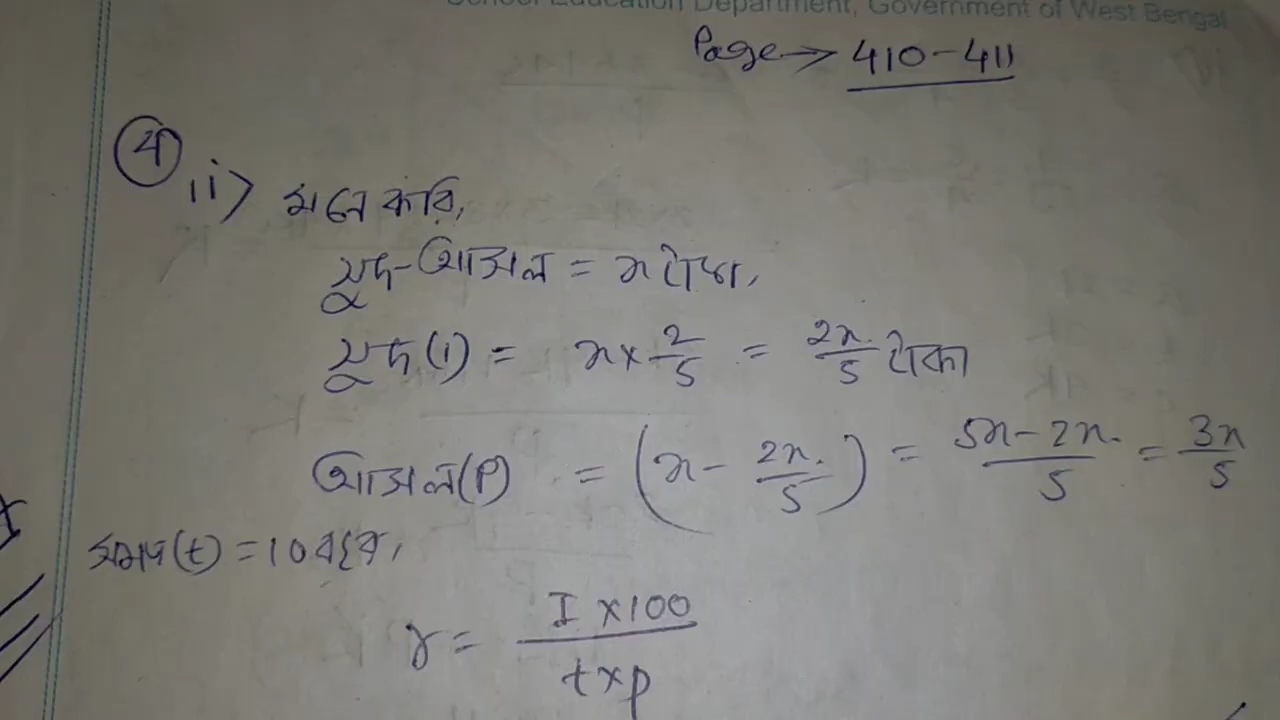 School Education Department, Government of West Bengal
Page → 410-411
4
ii> মনে করি,
সুদ-আসল = x টাকা,
সুদ (I) = x × 2/5 = 2x/5 টাকা
আসল (P) = (x - 2x/5) = 5x - 2x/5 = 3x/5
সময় (t) = 10 বছর,
r = I × 100 / t × p